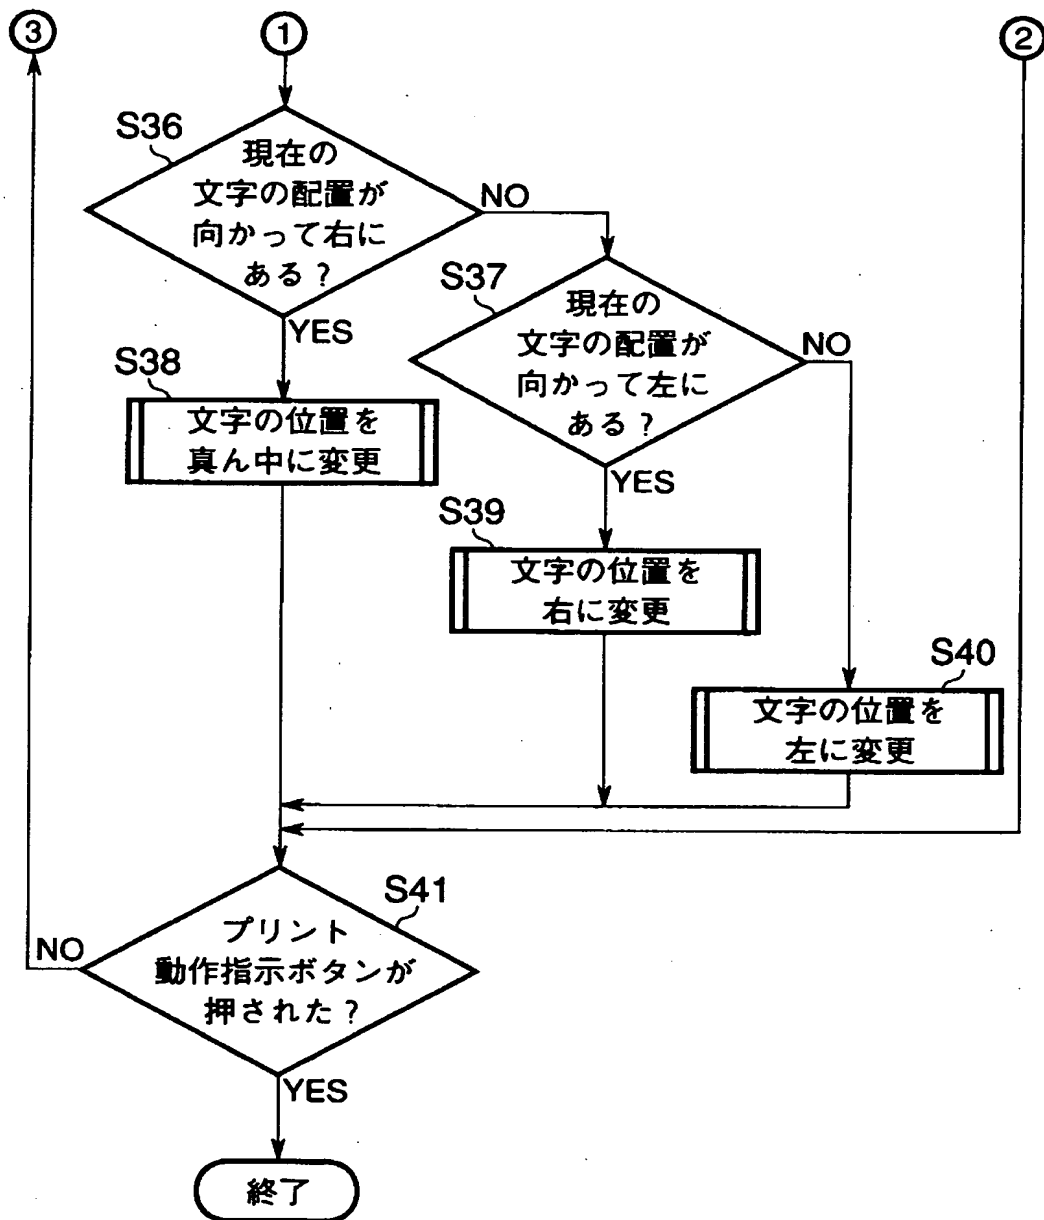 ③
①
②
S36
現在の
文字の配置が
向かって右に
ある？
NO
YES
S37
現在の
文字の配置が
向かって左に
ある？
NO
YES
S38
文字の位置を
真ん中に変更
S39
文字の位置を
右に変更
S40
文字の位置を
左に変更
S41
プリント
動作指示ボタンが
押された？
NO
YES
終了